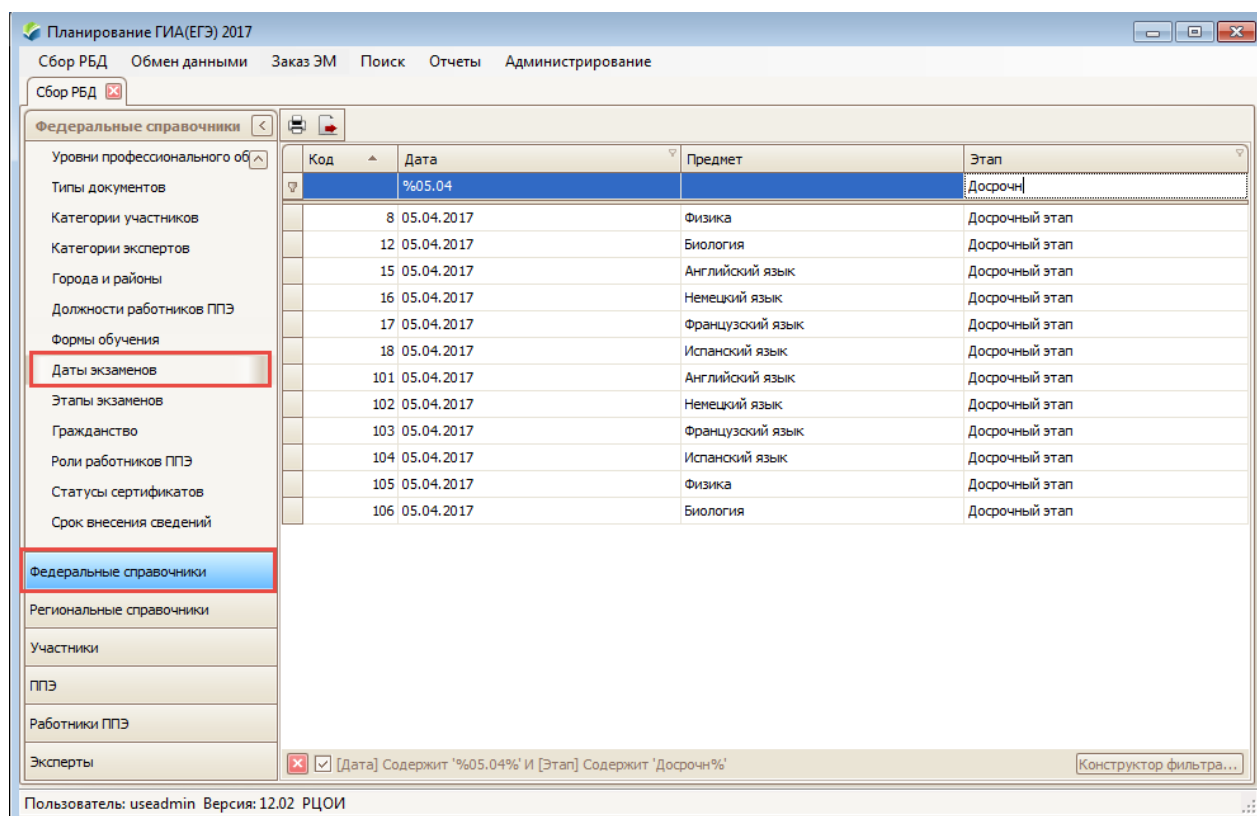 Планирование ГИА(ЕГЭ) 2017
Сбор РБД Обмен данными Заказ ЭМ Поиск Отчеты Администрирование
Сбор РБД
Федеральные справочники
Уровни профессионального об
Типы документов
Категории участников
Категории экспертов
Города и районы
Должности работников ППЭ
Формы обучения
Даты экзаменов
Этапы экзаменов
Гражданство
Роли работников ППЭ
Статусы сертификатов
Срок внесения сведений
Федеральные справочники
Региональные справочники
Участники
ППЭ
Работники ППЭ
Эксперты
Код Дата Предмет Этап
%05.04 Досрочн
8 05.04.2017 Физика Досрочный этап
12 05.04.2017 Биология Досрочный этап
15 05.04.2017 Английский язык Досрочный этап
16 05.04.2017 Немецкий язык Досрочный этап
17 05.04.2017 Французский язык Досрочный этап
18 05.04.2017 Испанский язык Досрочный этап
101 05.04.2017 Английский язык Досрочный этап
102 05.04.2017 Немецкий язык Досрочный этап
103 05.04.2017 Французский язык Досрочный этап
104 05.04.2017 Испанский язык Досрочный этап
105 05.04.2017 Физика Досрочный этап
106 05.04.2017 Биология Досрочный этап
[Дата] Содержит '%05.04%' И [Этап] Содержит 'Досрочн%'
Конструктор фильтра...
Пользователь: useadmin Версия: 12.02 РЦОИ